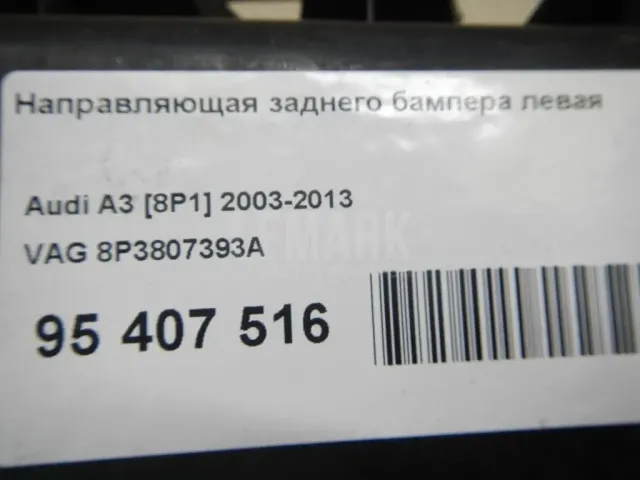 Направляющая заднего бампера левая
Audi A3 [8P1] 2003-2013
VAG 8P3807393A
95 407 516